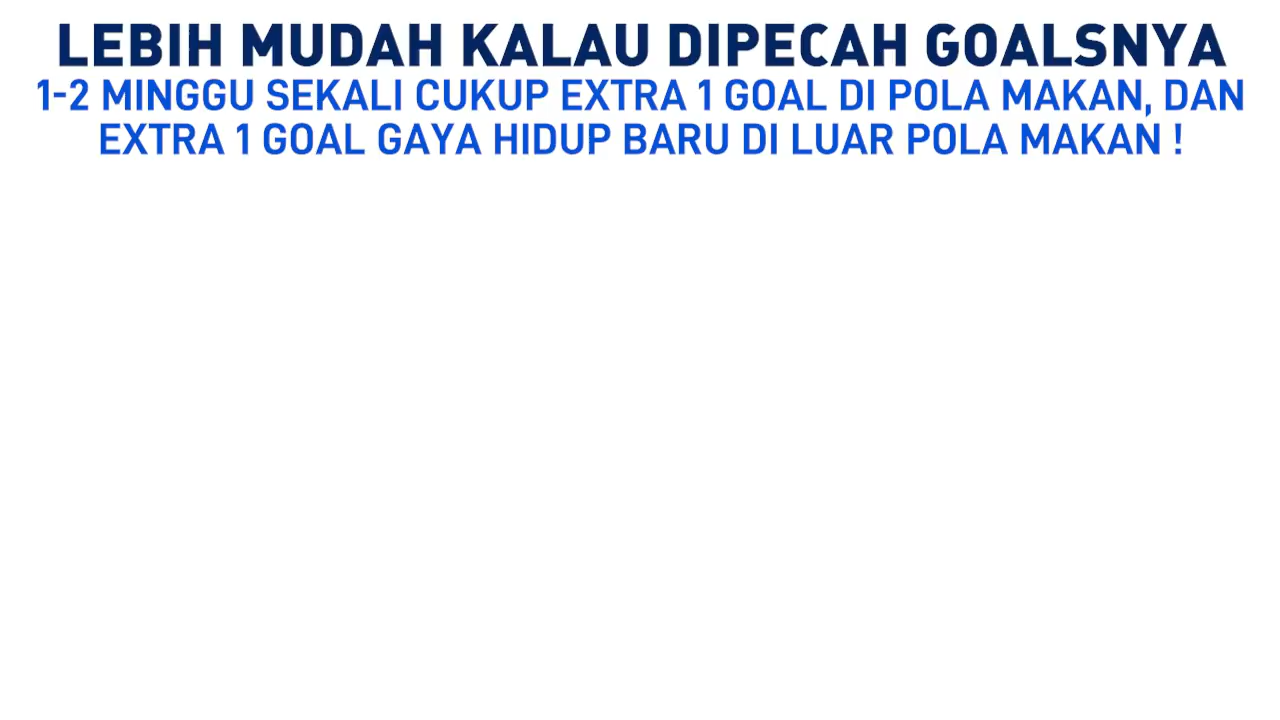 LEBIH MUDAH KALAU DIPECAH GOALSNYA
1-2 MINGGU SEKALI CUKUP EXTRA 1 GOAL DI POLA MAKAN, DAN
EXTRA 1 GOAL GAYA HIDUP BARU DI LUAR POLA MAKAN !